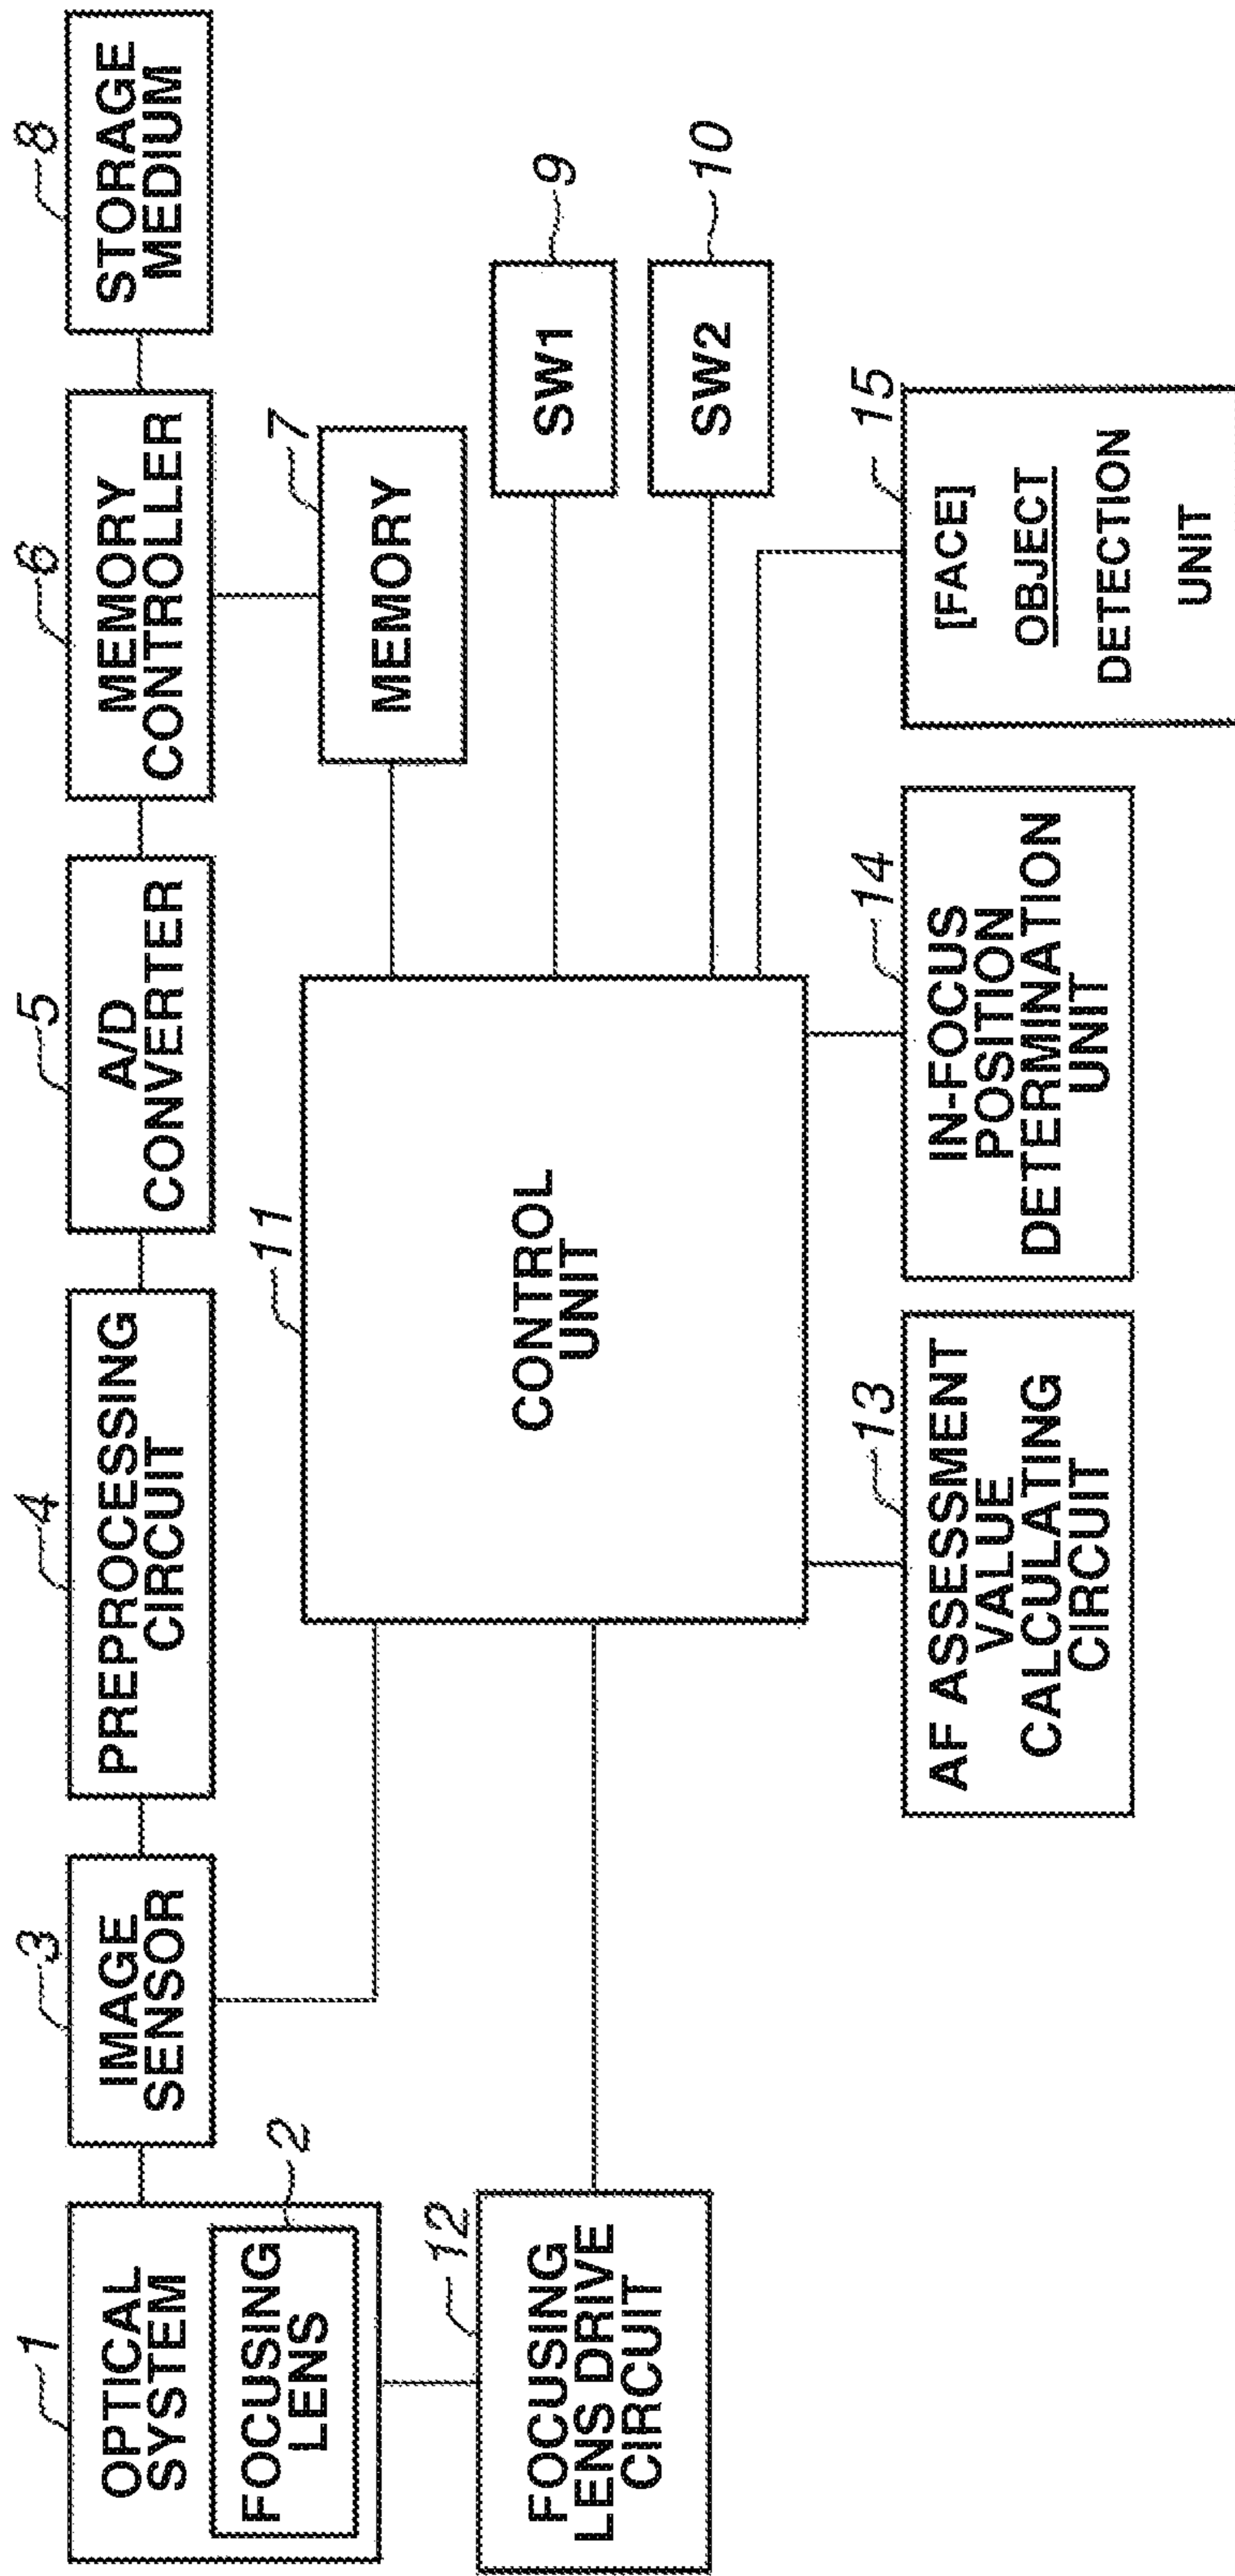 1
OPTICAL
SYSTEM
2
FOCUSING
LENS
3
IMAGE
SENSOR
4
PREPROCESSING
CIRCUIT
5
A/D
CONVERTER
6
MEMORY
CONTROLLER
8
STORAGE
MEDIUM
7
MEMORY
11
CONTROL
UNIT
SW1
9
SW2
10
12
FOCUSING
LENS DRIVE
CIRCUIT
13
AF ASSESSMENT
VALUE
CALCULATING
CIRCUIT
14
IN-FOCUS
POSITION
DETERMINATION
UNIT
15
[FACE]
OBJECT
DETECTION
UNIT